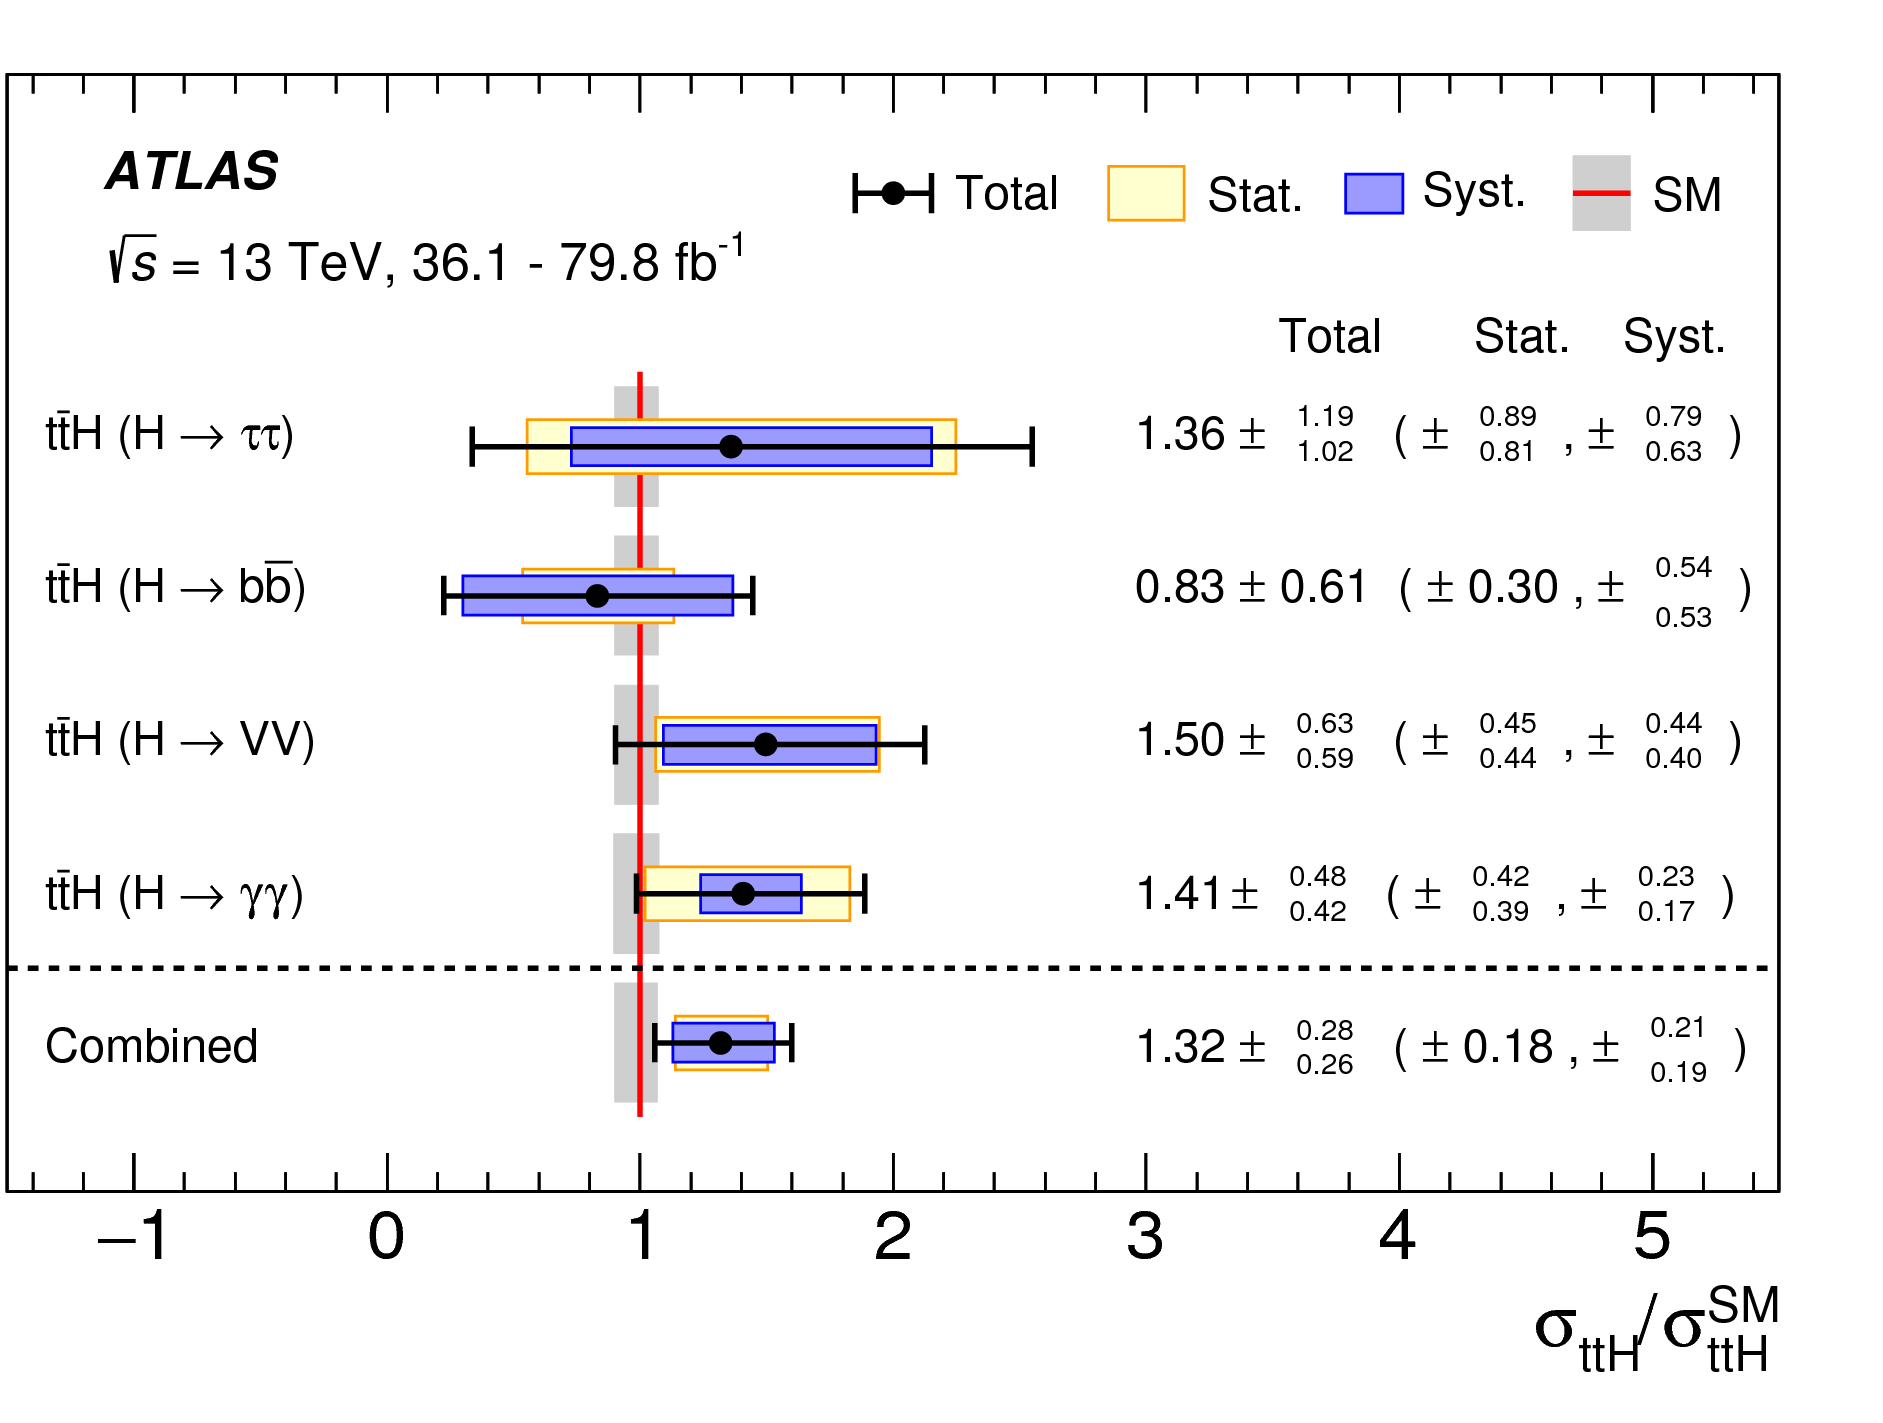 ATLAS
Total Stat. Syst. SM
√s = 13 TeV, 36.1 - 79.8 fb⁻¹
Total Stat. Syst.
tt̄H (H → ττ) 1.36 ± 1.19 1.02 ( ± 0.89 0.81 , ± 0.79 0.63 )
tt̄H (H → bb̄) 0.83 ± 0.61 ( ± 0.30 , ± 0.54 0.53 )
tt̄H (H → VV) 1.50 ± 0.63 0.59 ( ± 0.45 0.44 , ± 0.44 0.40 )
tt̄H (H → γγ) 1.41 ± 0.48 0.42 ( ± 0.42 0.39 , ± 0.23 0.17 )
Combined 1.32 ± 0.28 0.26 ( ± 0.18 , ± 0.21 0.19 )
−1 0 1 2 3 4 5
σ_ttH/σ_ttH^SM